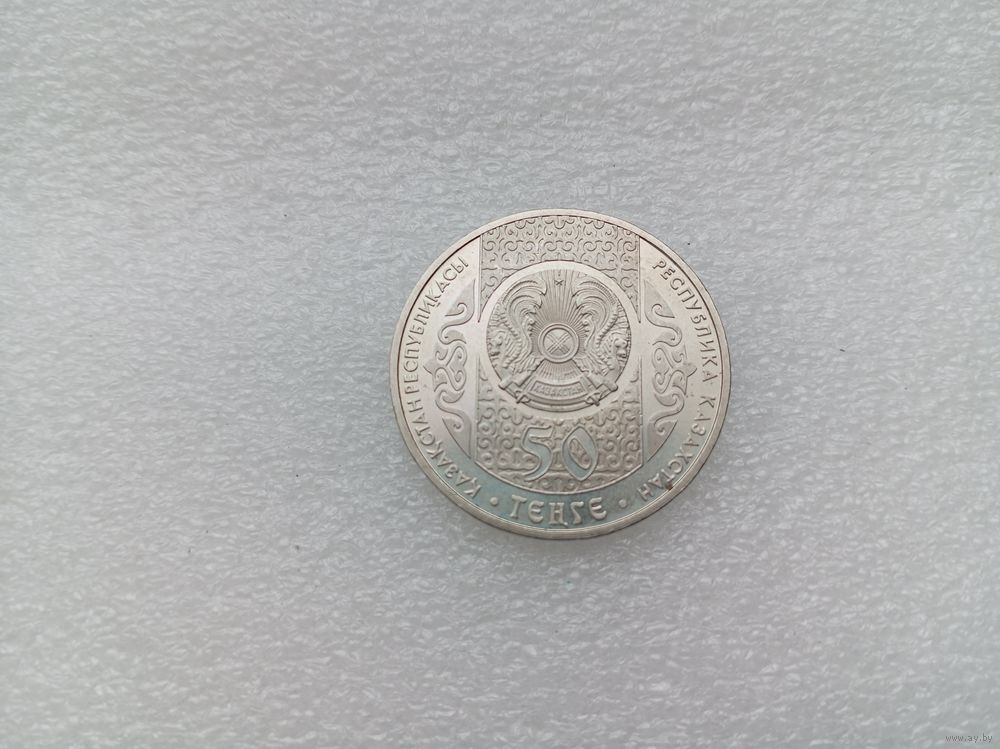 ҚАЗАҚСТАН РЕСПУБЛИКАСЫ
РЕСПУБЛИКА КАЗАХСТАН
ҚАЗАҚСТАН
50
• ТЕҢГЕ •
www.ay.by